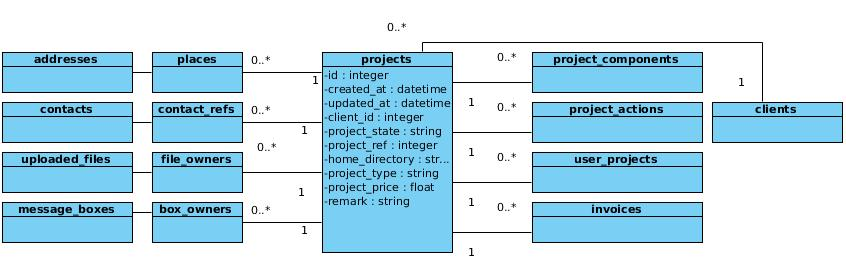 0..*
addresses
places
0..*
projects
0..*
project_components
-id : integer
1
1
-created_at : datetime
1
contacts
contact_refs
0..*
-updated_at : datetime
0..*
project_actions
clients
-client_id : integer
1
-project_state : string
-project_ref : integer
uploaded_files
file_owners
0..*
-home_directory : str...
1
0..*
user_projects
-project_type : string
1
-project_price : float
message_boxes
box_owners
0..*
-remark : string
1
0..*
invoices
1
1